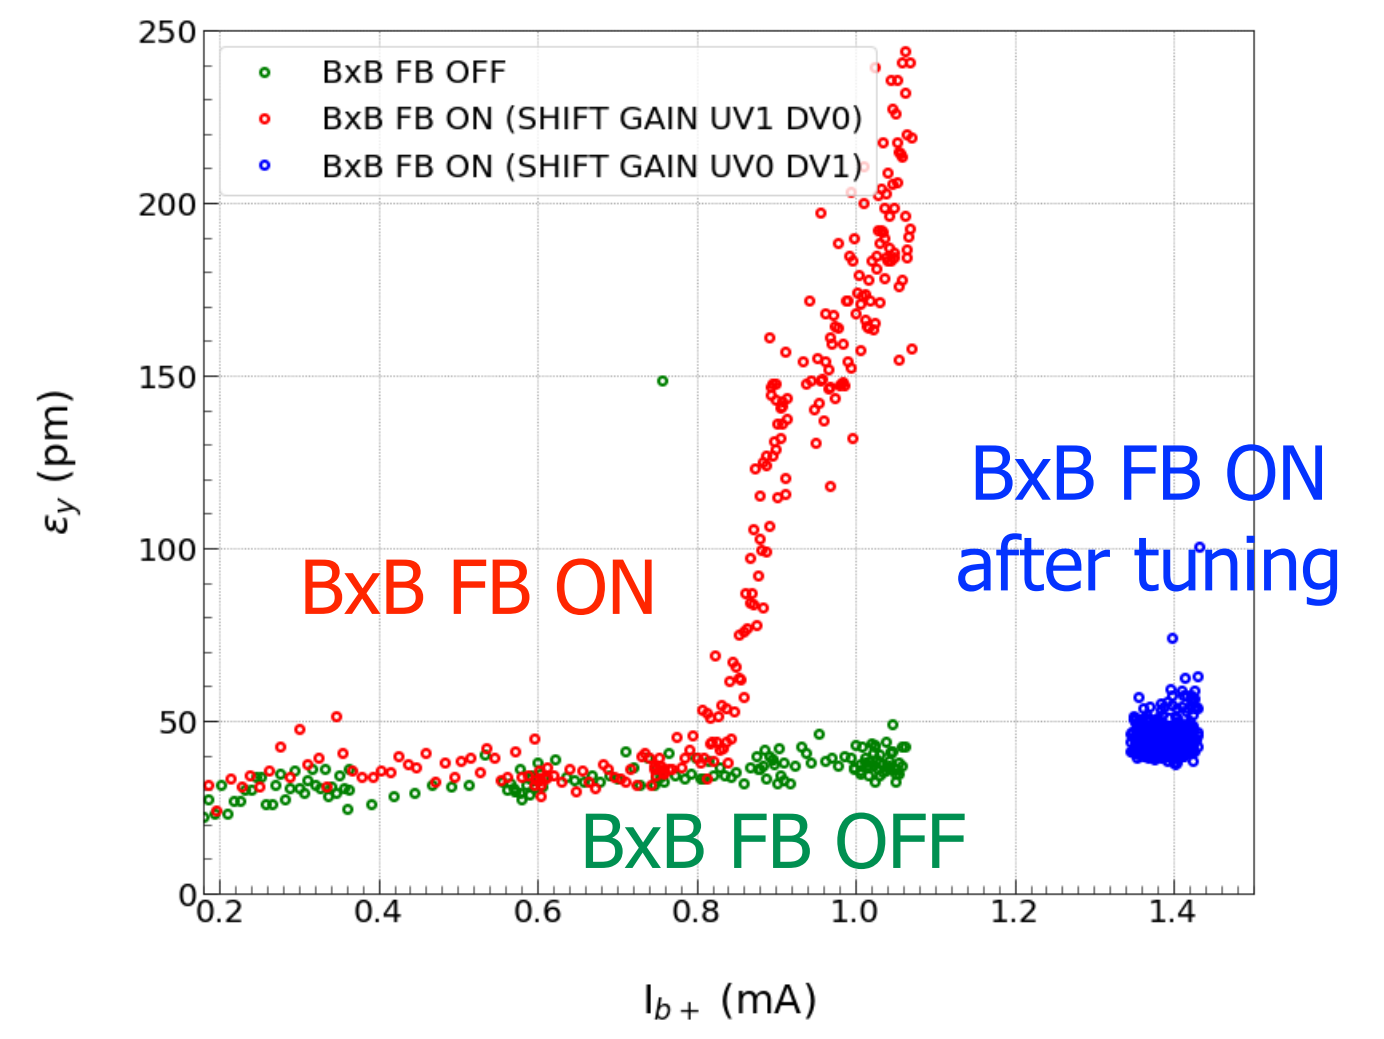 250
BxB FB OFF
BxB FB ON (SHIFT GAIN UV1 DV0)
BxB FB ON (SHIFT GAIN UV0 DV1)
200
150
100
50
0
εy (pm)
BxB FB ON
BxB FB ON
after tuning
BxB FB OFF
0.2 0.4 0.6 0.8 1.0 1.2 1.4
Ib+ (mA)